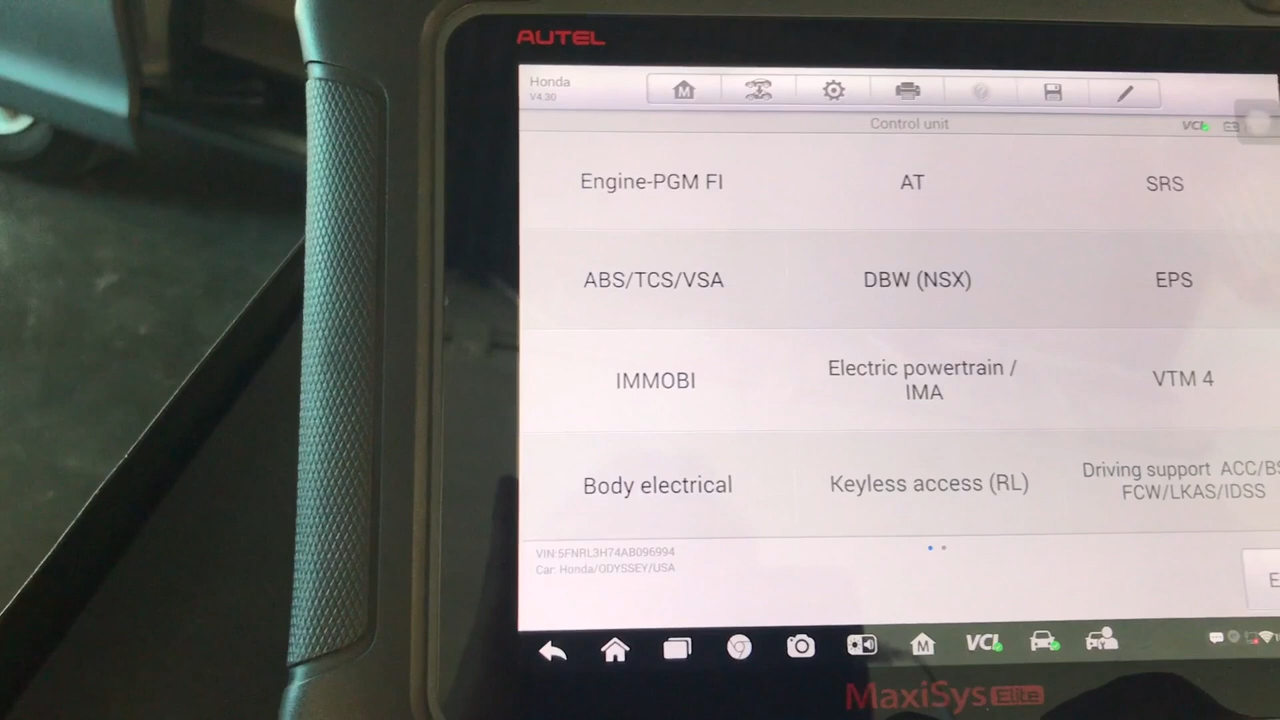 AUTEL
Honda
V4.30
M
Control unit
VCI
Engine-PGM FI
AT
SRS
ABS/TCS/VSA
DBW (NSX)
EPS
IMMOBI
Electric powertrain /
IMA
VTM 4
Body electrical
Keyless access (RL)
Driving support ACC/BS
FCW/LKAS/IDSS
VIN:5FNRL3H74AB096994
Car: Honda/ODYSSEY/USA
E
M
VCI
MaxiSys Elite